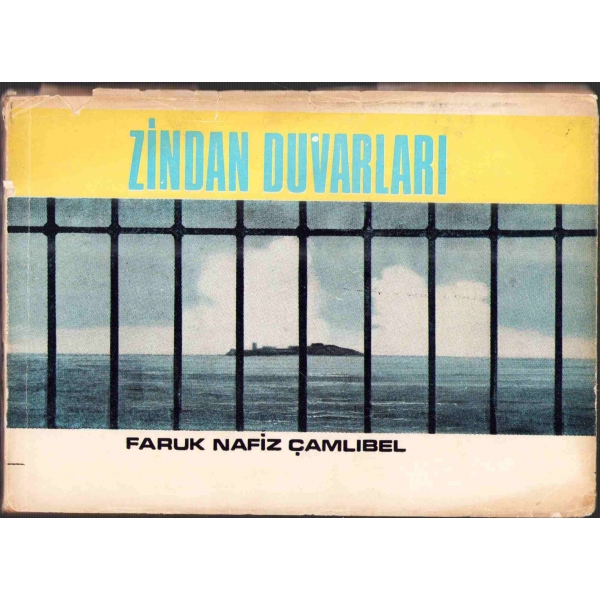 ZİNDAN DUVARLARI
FARUK NAFİZ ÇAMLIBEL